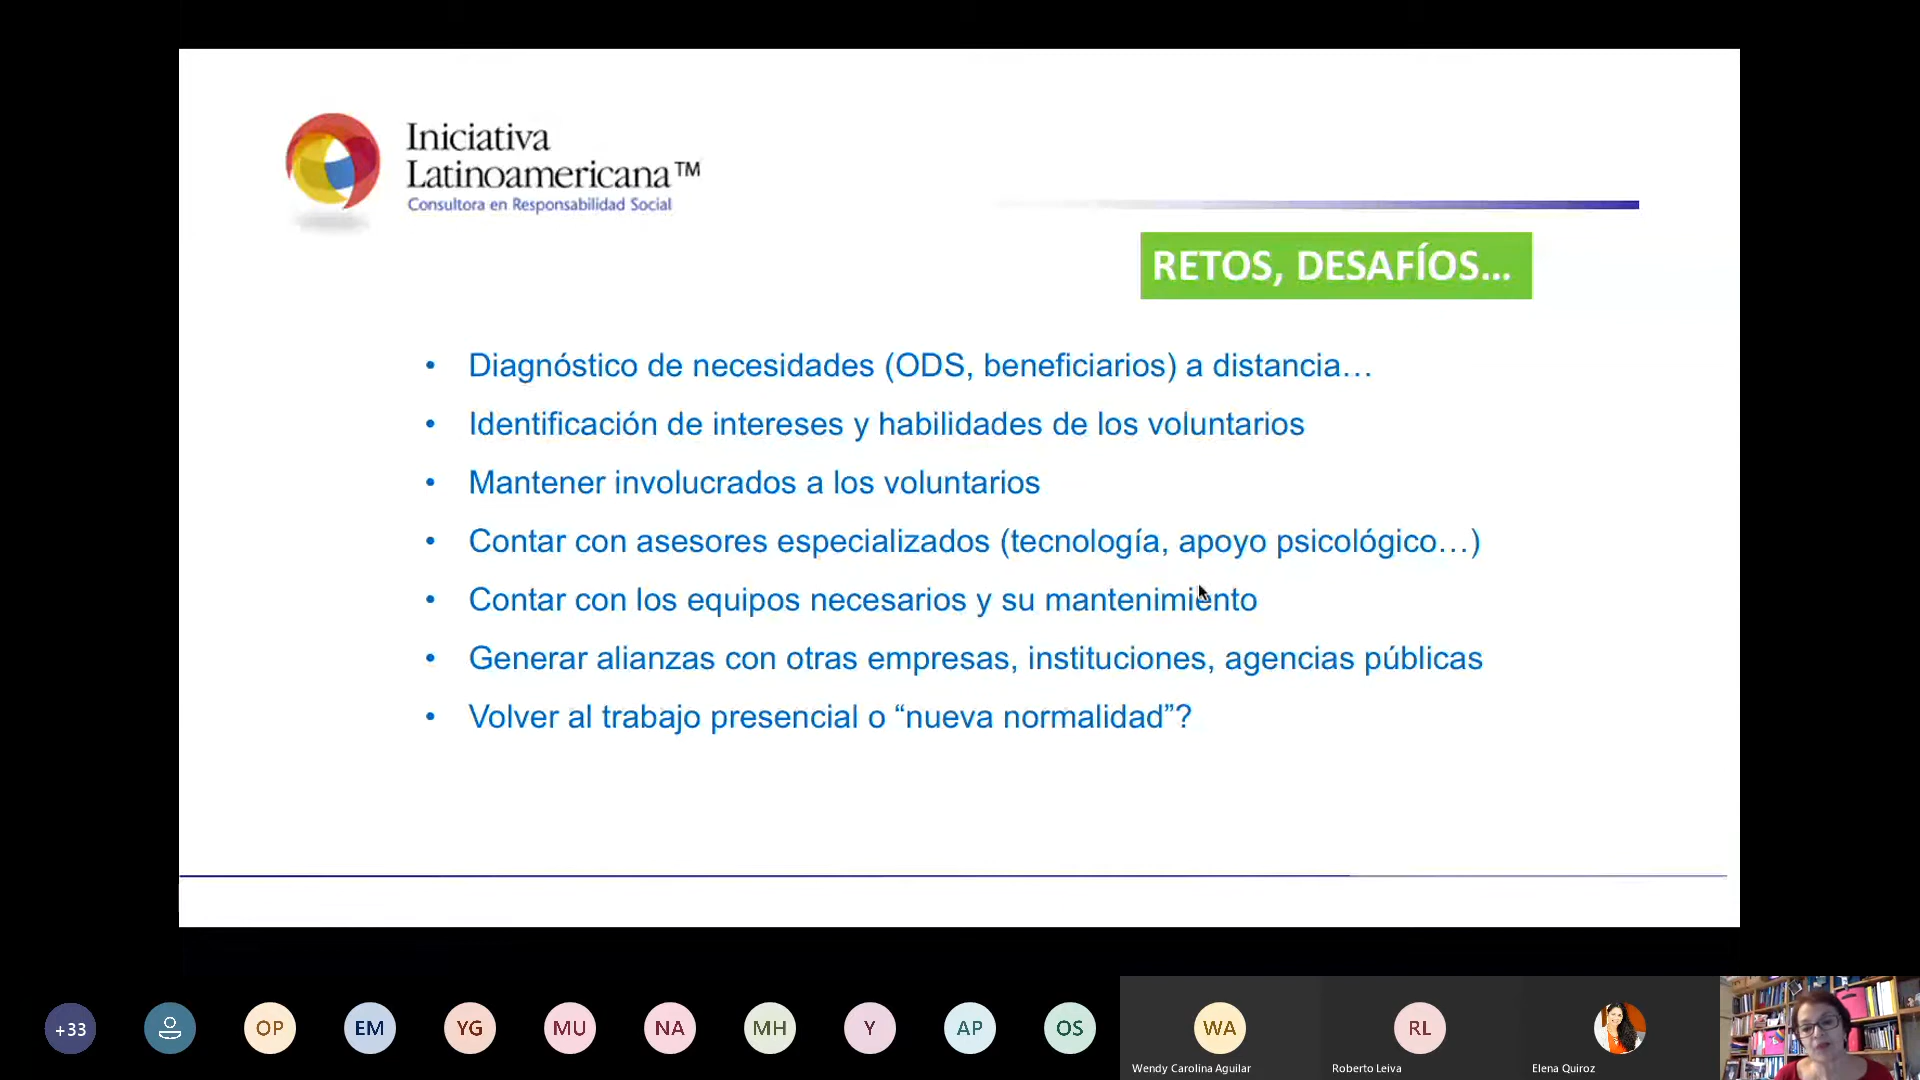 Iniciativa
Latinoamericana™
Consultora en Responsabilidad Social
RETOS, DESAFÍOS...
• Diagnóstico de necesidades (ODS, beneficiarios) a distancia…
• Identificación de intereses y habilidades de los voluntarios
• Mantener involucrados a los voluntarios
• Contar con asesores especializados (tecnología, apoyo psicológico…)
• Contar con los equipos necesarios y su mantenimiento
• Generar alianzas con otras empresas, instituciones, agencias públicas
• Volver al trabajo presencial o “nueva normalidad”?
+33
OP
EM
YG
MU
NA
MH
Y
AP
OS
WA
RL
Wendy Carolina Aguilar
Roberto Leiva
Elena Quiroz